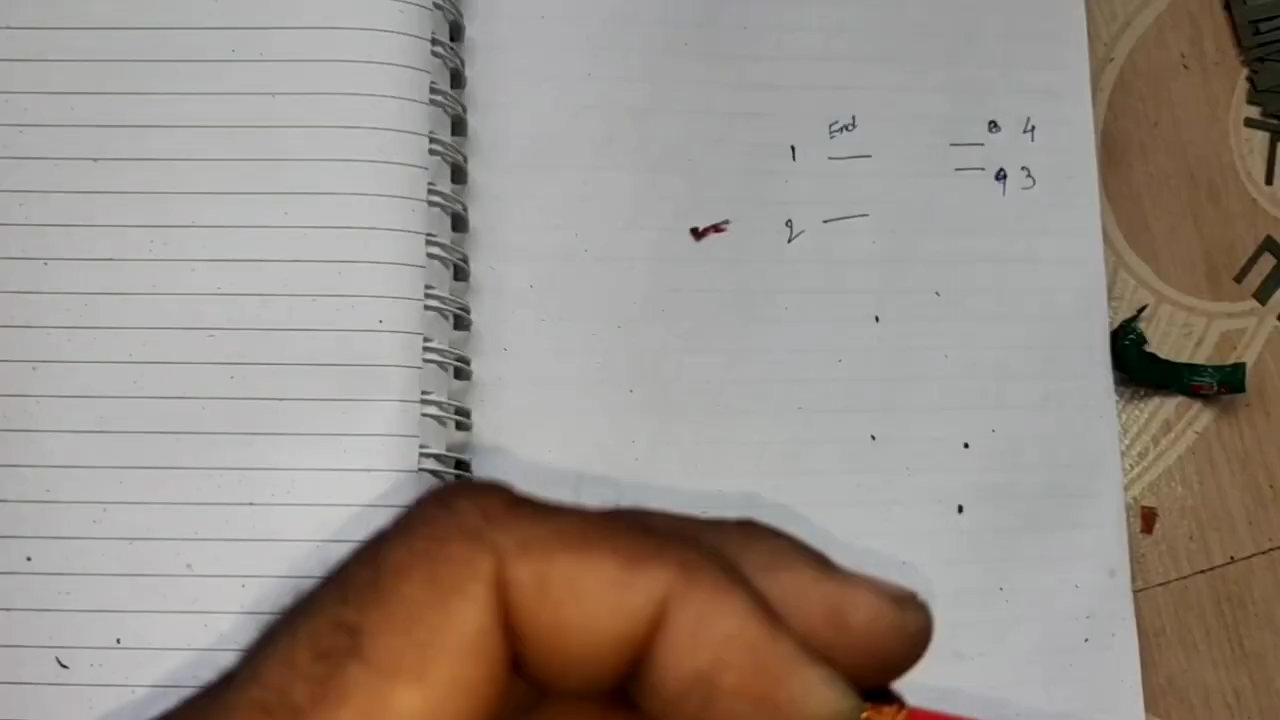 End 4
1 —
3
2 —